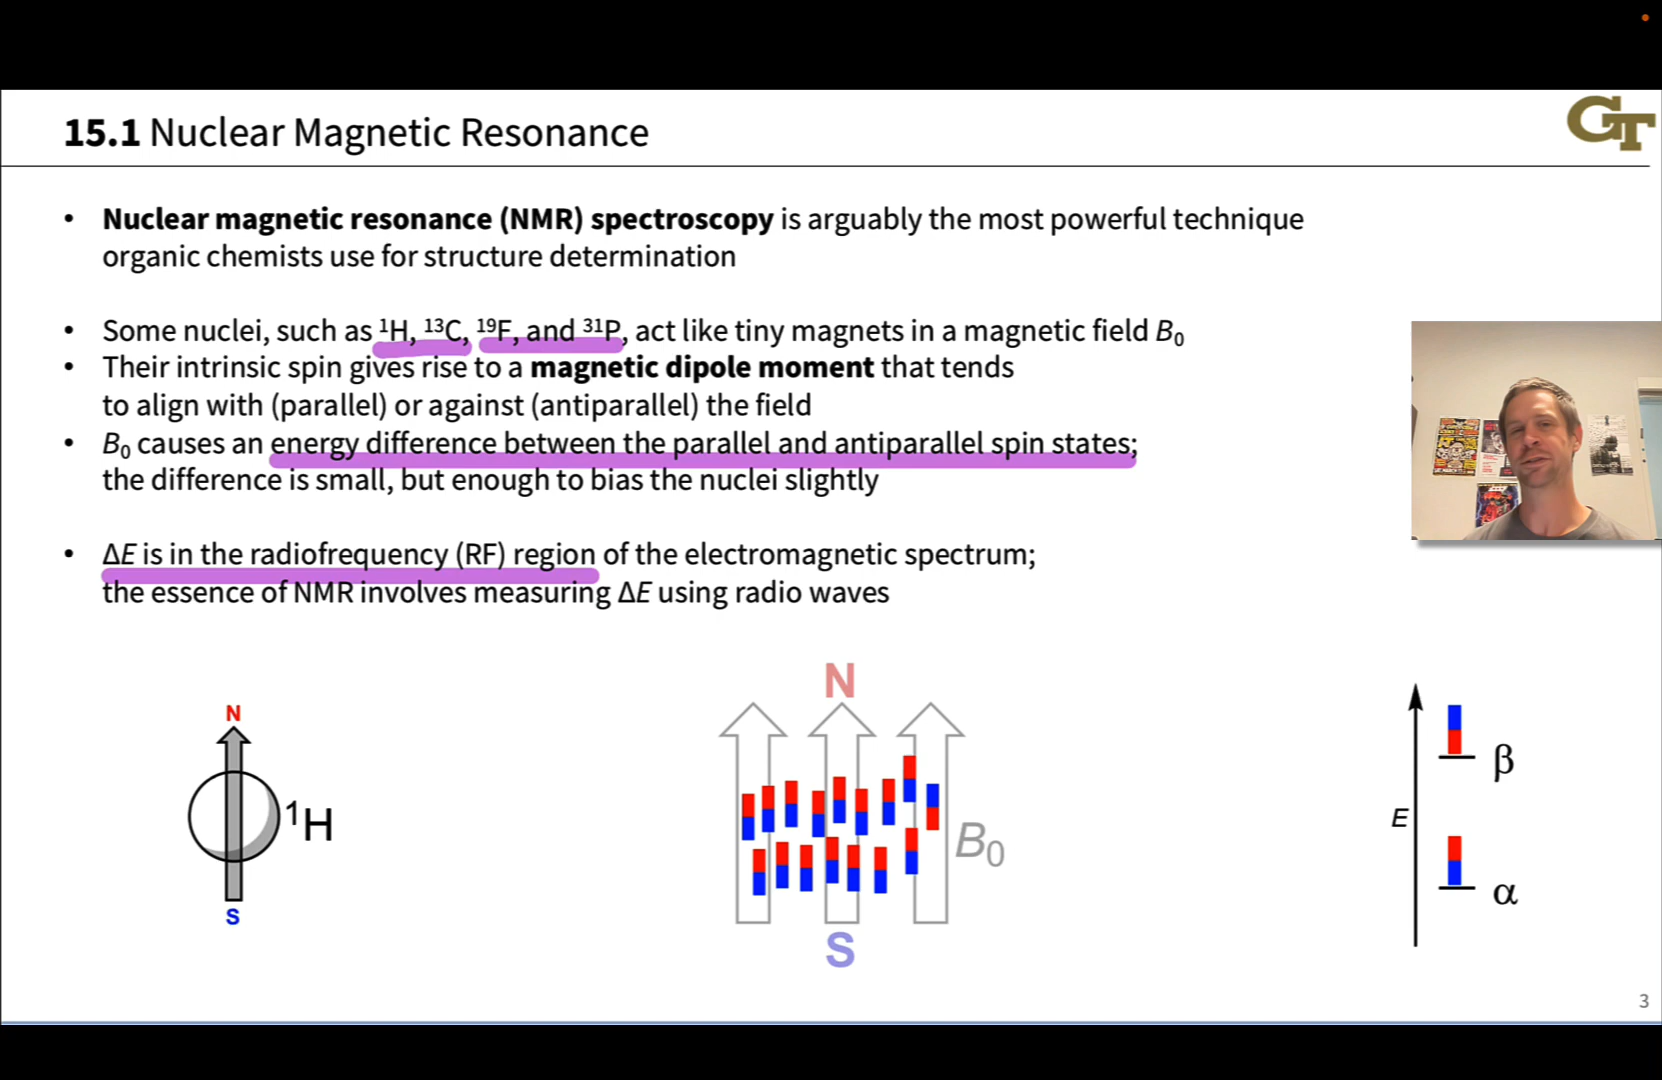 15.1 Nuclear Magnetic Resonance
GT
• Nuclear magnetic resonance (NMR) spectroscopy is arguably the most powerful technique
organic chemists use for structure determination
• Some nuclei, such as ¹H, ¹³C, ¹⁹F, and ³¹P, act like tiny magnets in a magnetic field B₀
• Their intrinsic spin gives rise to a magnetic dipole moment that tends
to align with (parallel) or against (antiparallel) the field
• B₀ causes an energy difference between the parallel and antiparallel spin states;
the difference is small, but enough to bias the nuclei slightly
• ΔE is in the radiofrequency (RF) region of the electromagnetic spectrum;
the essence of NMR involves measuring ΔE using radio waves
N
¹H
S
N
B₀
S
E
β
α
3